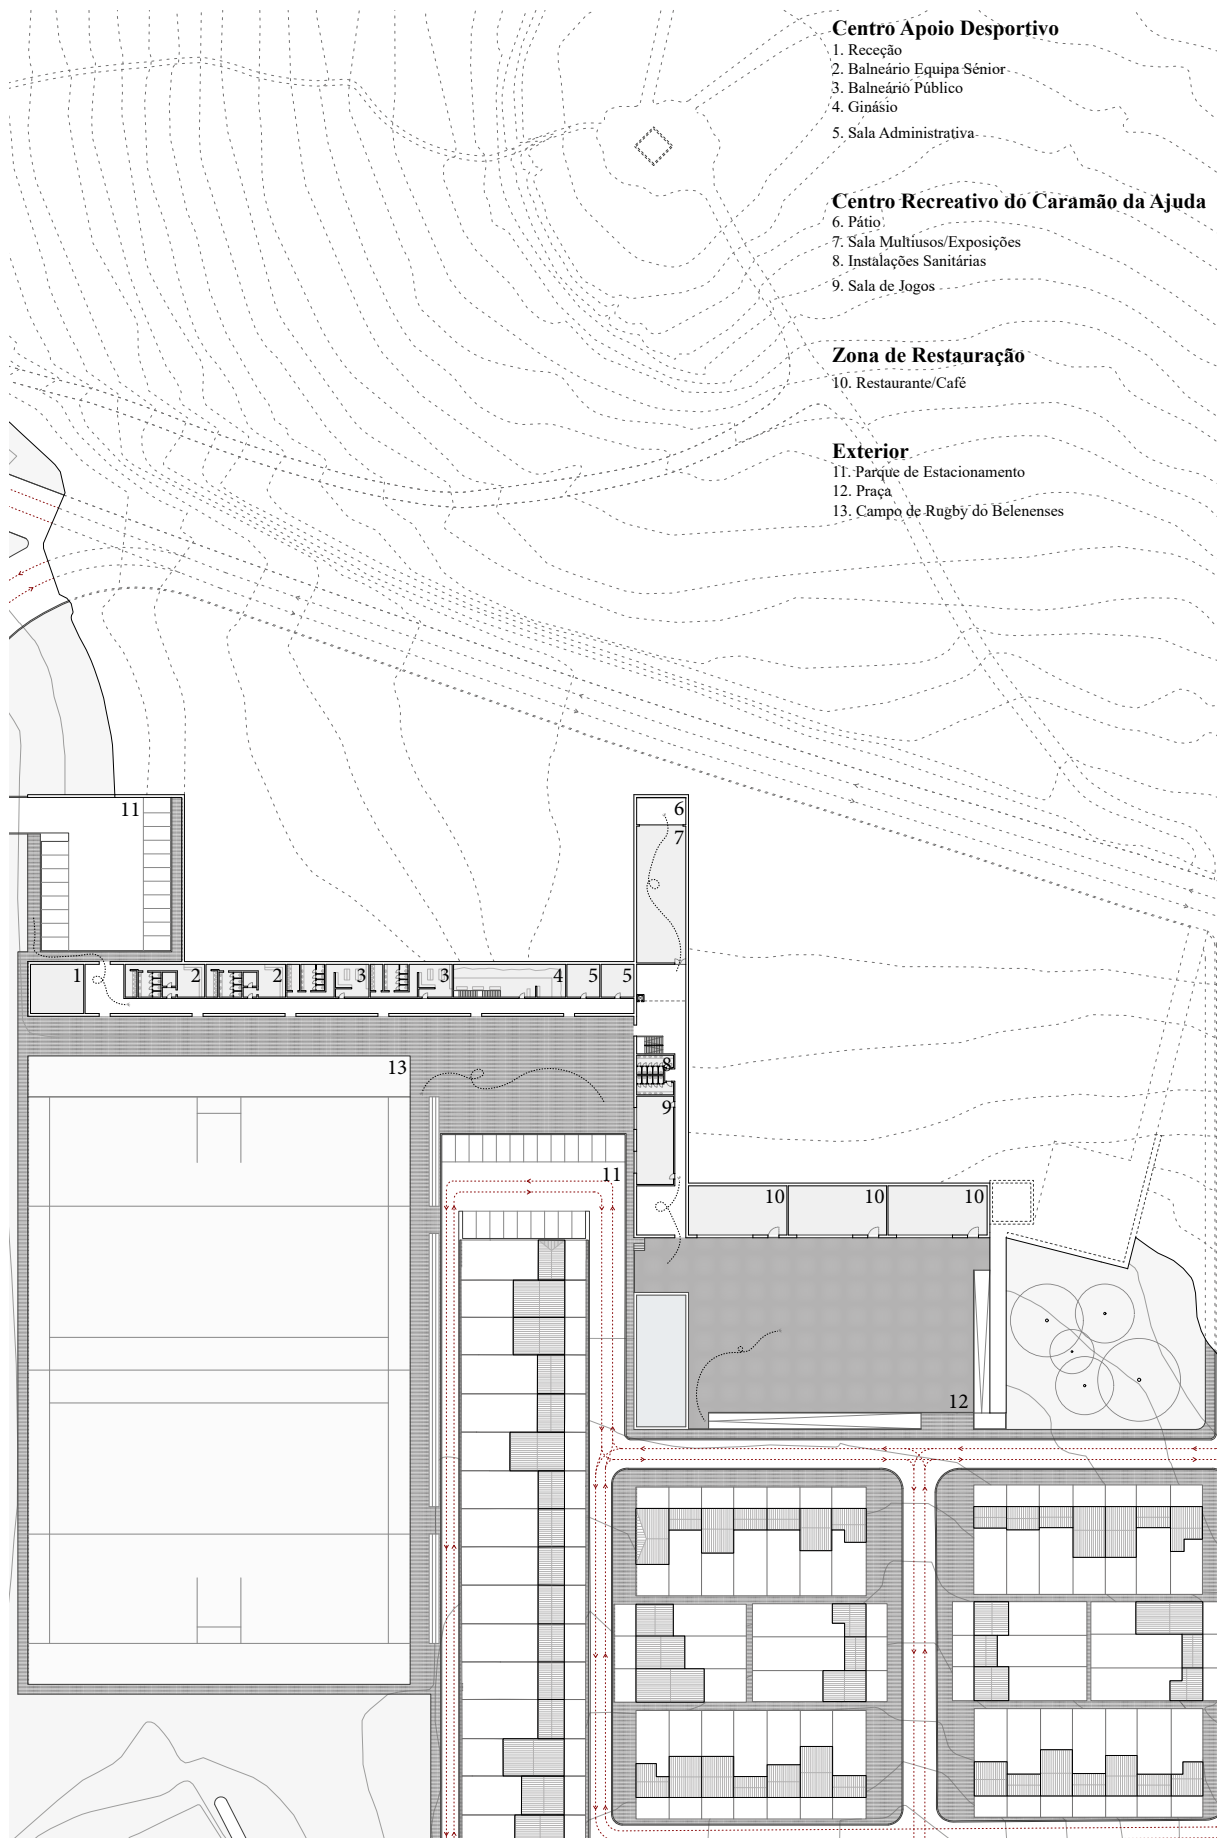 Centro Apoio Desportivo
1. Receção
2. Balneário Equipa Sénior
3. Balneário Público
4. Ginásio
5. Sala Administrativa
Centro Recreativo do Caramão da Ajuda
6. Pátio
7. Sala Multiusos/Exposições
8. Instalações Sanitárias
9. Sala de Jogos
Zona de Restauração
10. Restaurante/Café
Exterior
11. Parque de Estacionamento
12. Praça
13. Campo de Rugby do Belenenses
11
6
7
1 2 2 3 3 4 5 5
8
13
9
11
10 10 10
12